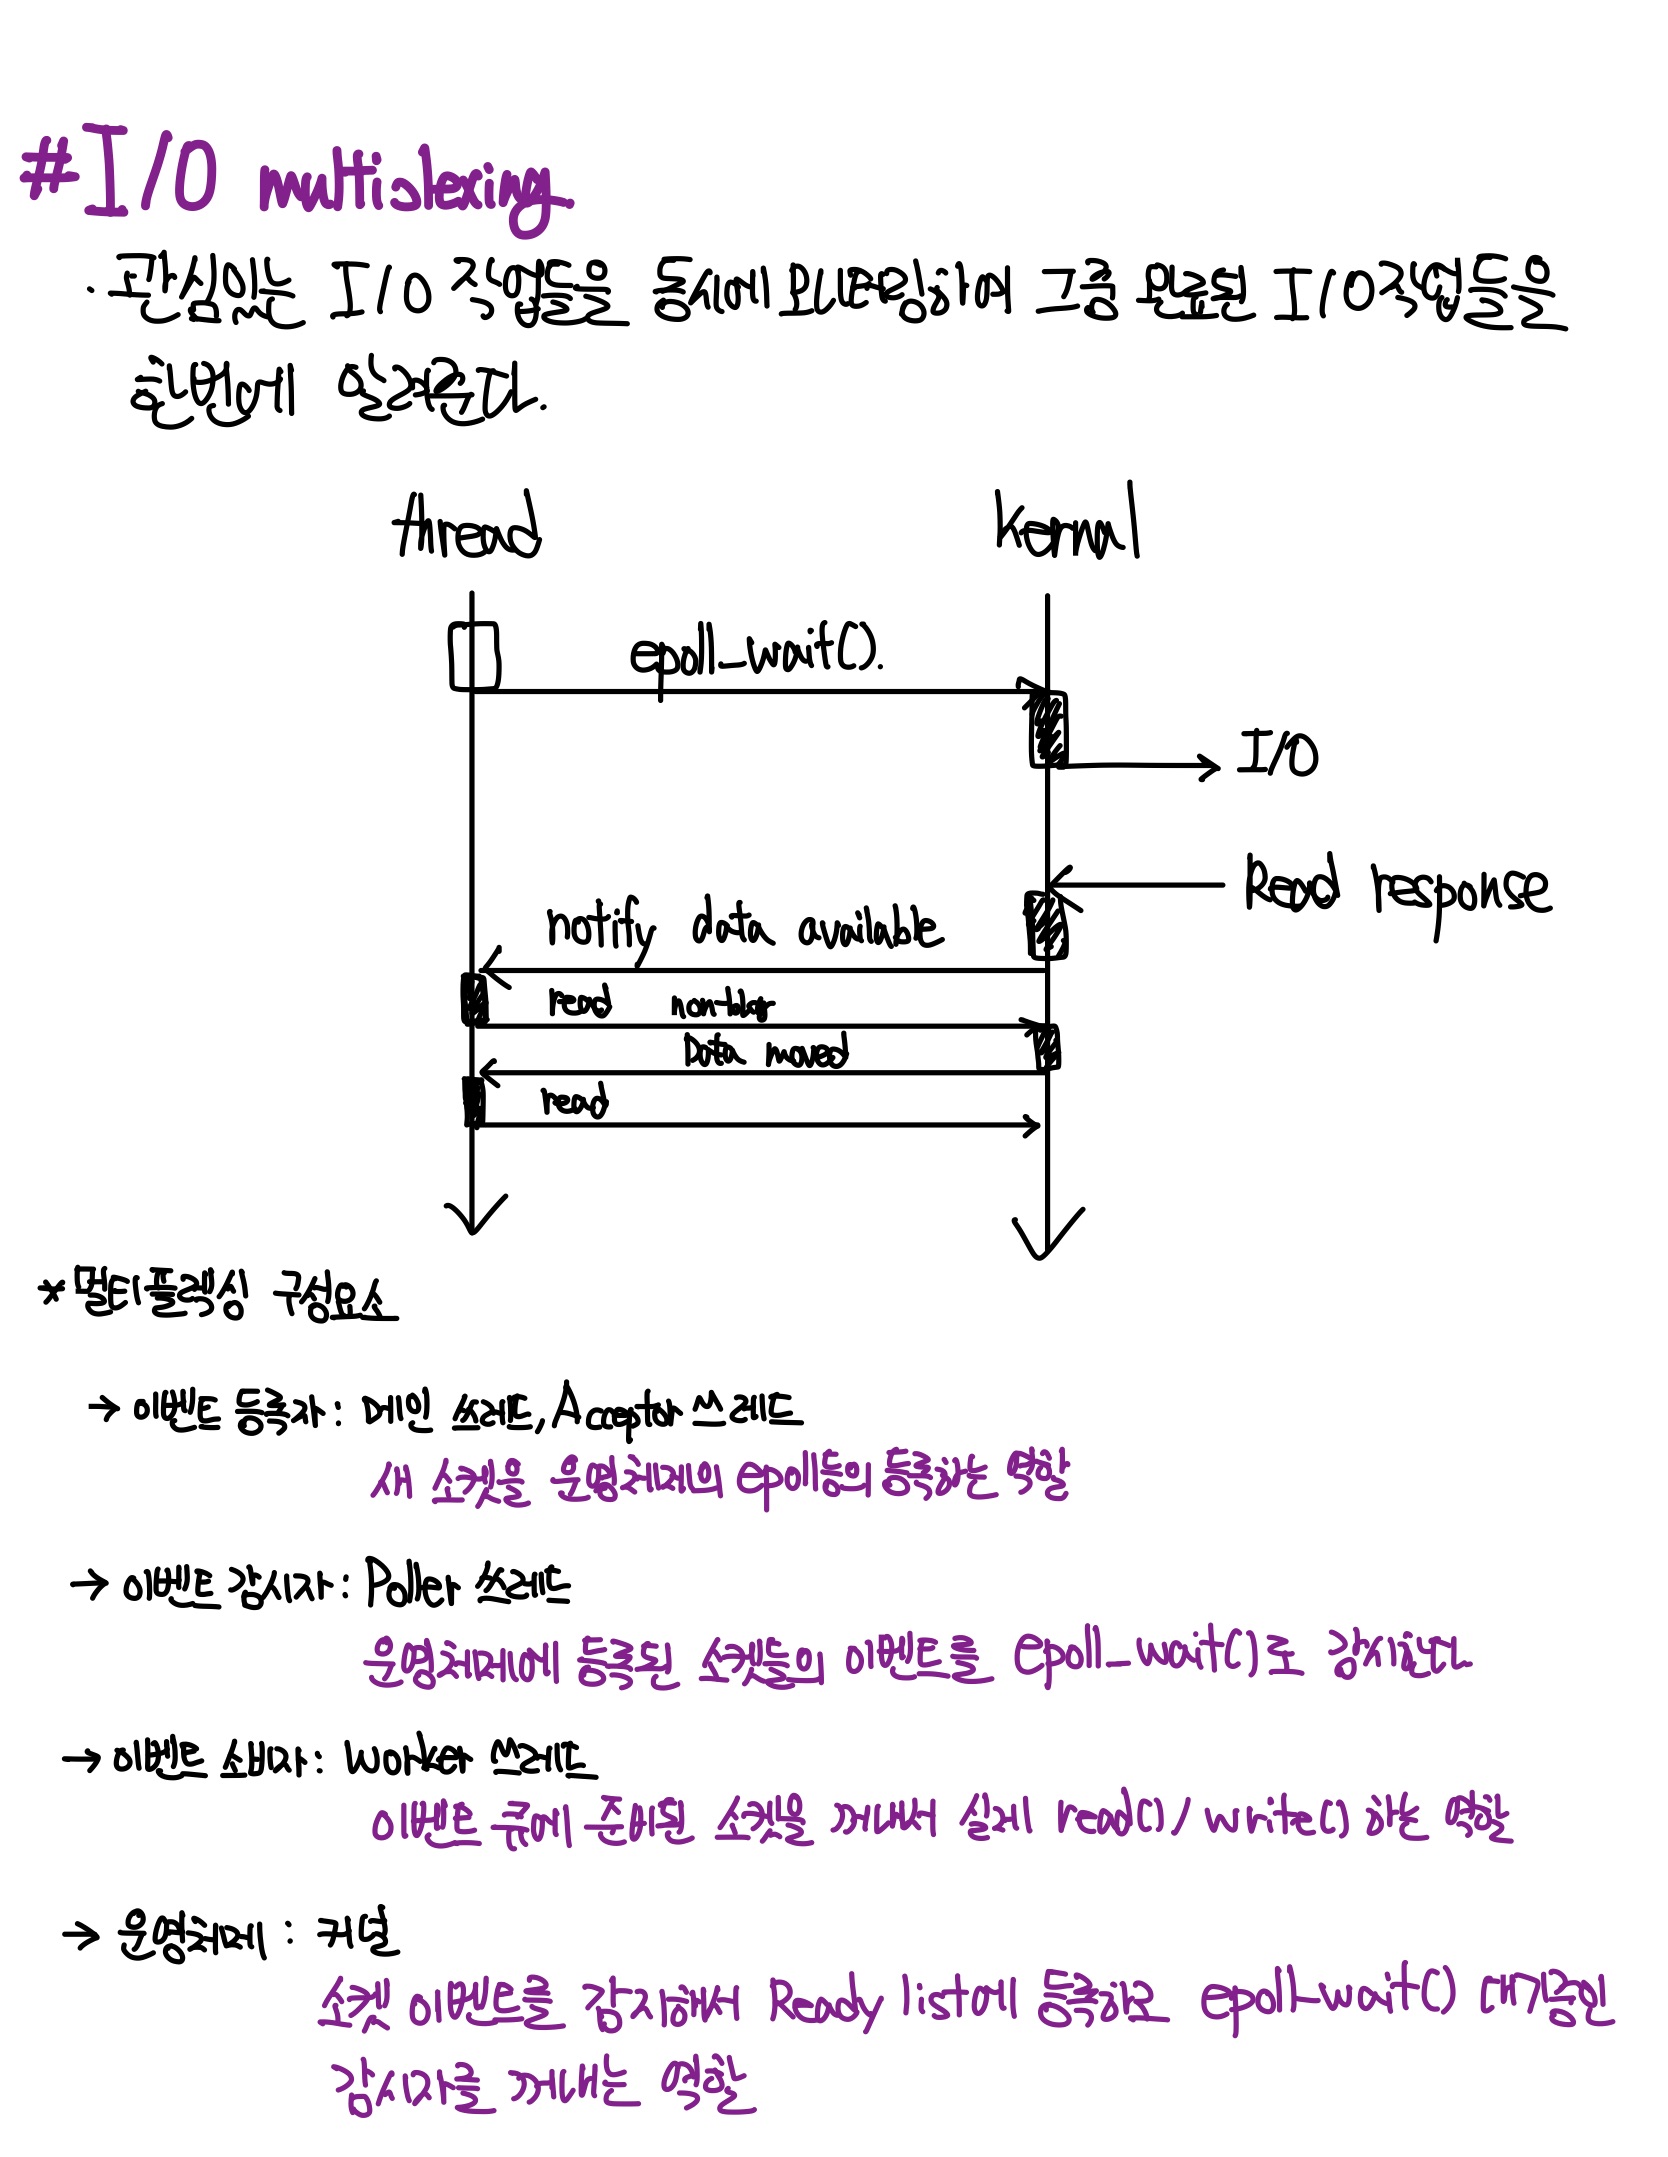 #I/O multislexing
· 관심있는 I/O 작업들을 동시에 모니터링하여 그중 완료된 I/O작업들을
한번에 알려준다.
thread kernal
epoll_wait().
I/O
Read response
notify data available
read non-block
Data moved
read
* 멀티플렉싱 구성요소
→ 이벤트 등록자 : 메인 쓰레드, Acceptor 쓰레드
새 소켓을 운영체제의 epoll등의 등록하는 역할
→ 이벤트 감시자 : Poller 쓰레드
운영체제에 등록된 소켓들의 이벤트를 epoll_wait()로 감시한다
→ 이벤트 소비자 : Worker 쓰레드
이벤트 큐에 준비된 소켓을 꺼내서 실제 read() / write() 하는 역할
→ 운영체제 : 커널
소켓 이벤트를 감지해서 Ready list에 등록하고 epoll_wait() 대기중인
감시자를 꺼내는 역할